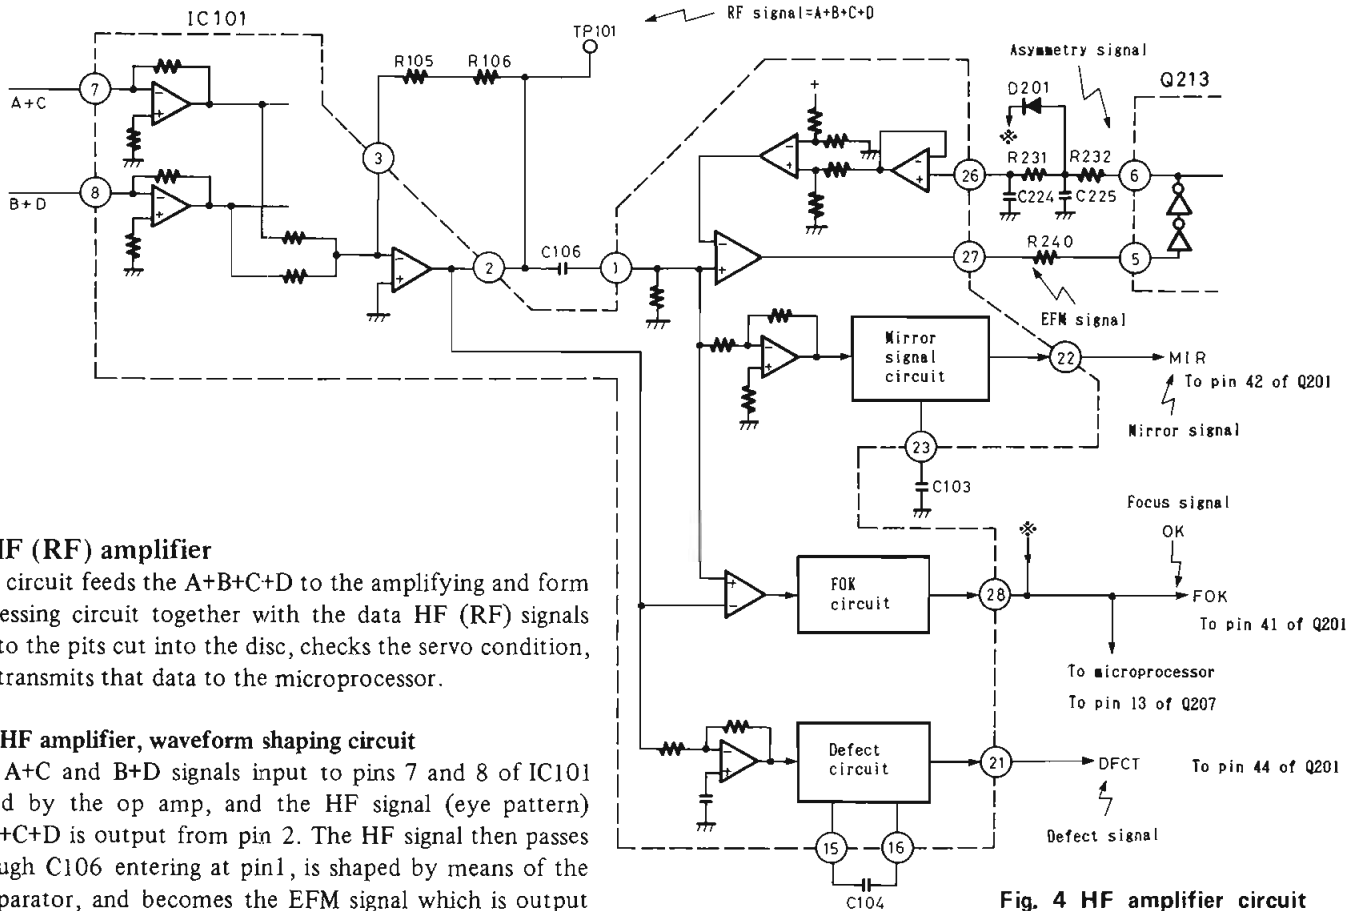 IC101
RF signal=A+B+C+D
TP101
R105
R106
Asymmetry signal
D201
Q213
7
A+C
+
3
※
R231
R232
26
6
8
B+D
C224
C225
C106
2
1
27
R240
5
EFM signal
Mirror
signal
circuit
22
MIR
To pin 42 of Q201
Mirror signal
23
C103
Focus signal
OK
※
FOK
circuit
28
FOK
To pin 41 of Q201
To microprocessor
To pin 13 of Q207
Defect
circuit
21
DFCT
To pin 44 of Q201
Defect signal
15
16
C104
Fig. 4 HF amplifier circuit
HF (RF) amplifier
circuit feeds the A+B+C+D to the amplifying and form
essing circuit together with the data HF (RF) signals
to the pits cut into the disc, checks the servo condition,
transmits that data to the microprocessor.
HF amplifier, waveform shaping circuit
A+C and B+D signals input to pins 7 and 8 of IC101
d by the op amp, and the HF signal (eye pattern)
+C+D is output from pin 2. The HF signal then passes
ugh C106 entering at pin1, is shaped by means of the
parator, and becomes the EFM signal which is output